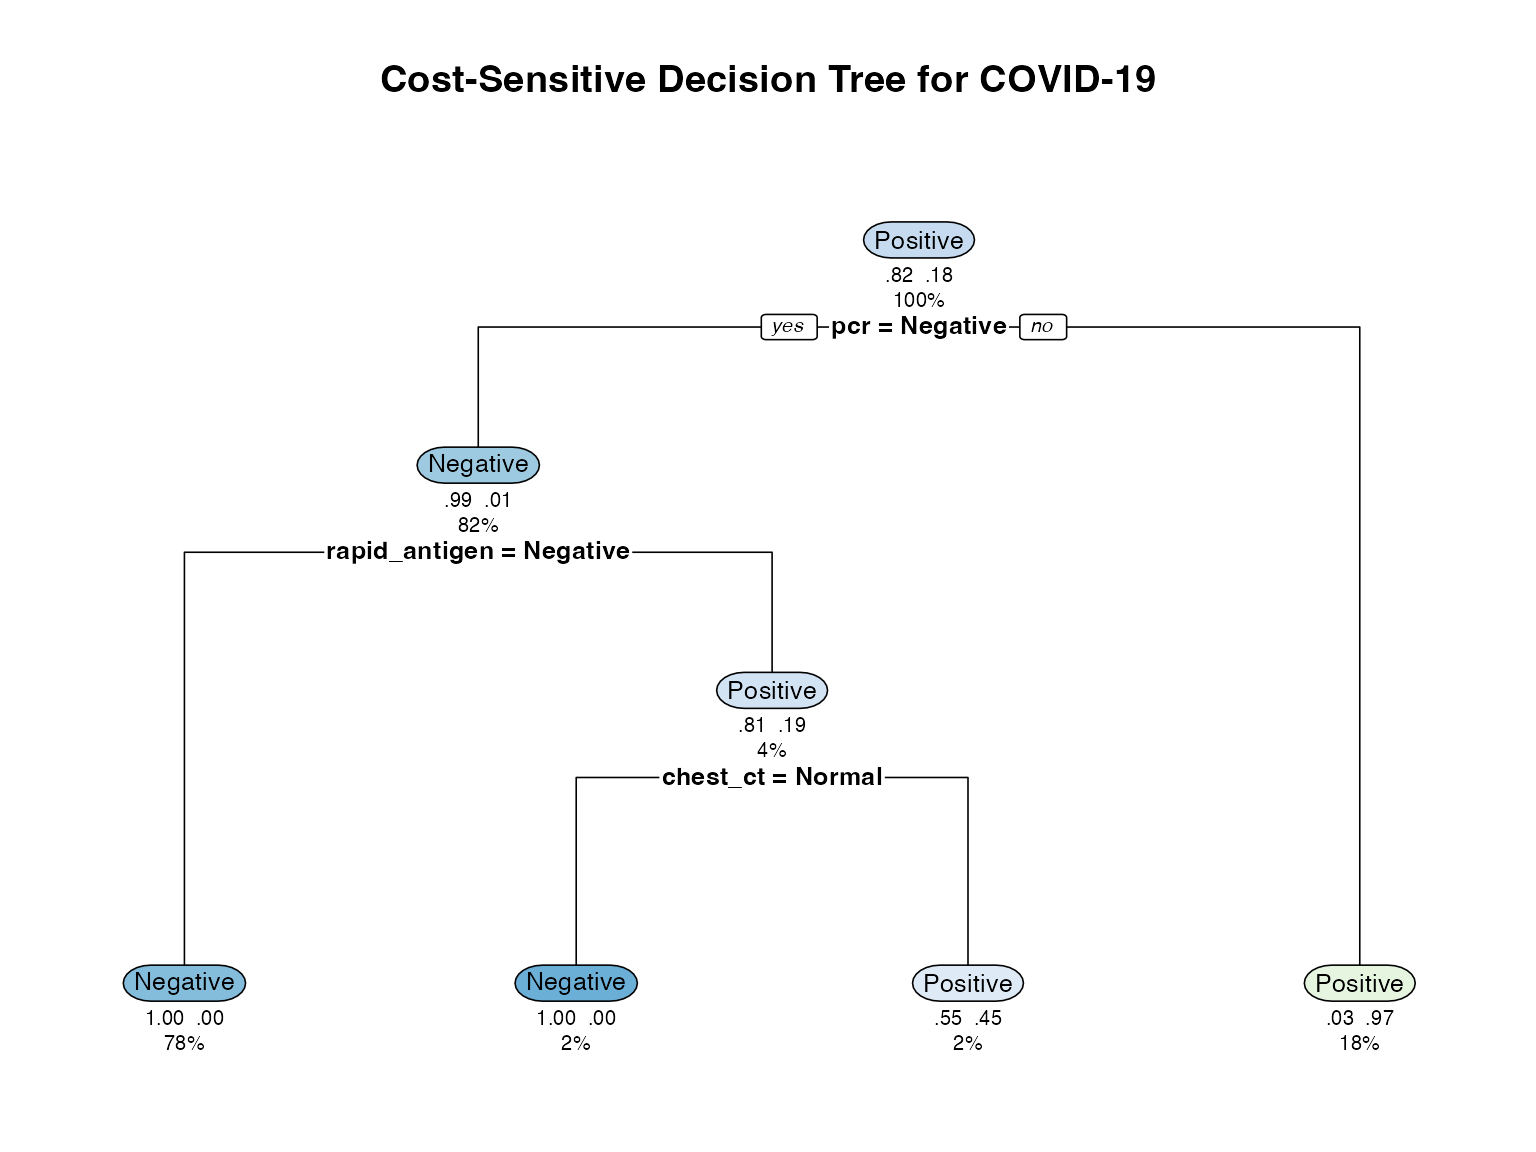 Cost-Sensitive Decision Tree for COVID-19
Positive
.82 .18
100%
yes pcr = Negative no
Negative
.99 .01
82%
rapid_antigen = Negative
Positive
.81 .19
4%
chest_ct = Normal
Negative Negative Positive Positive
1.00 .00 1.00 .00 .55 .45 .03 .97
78% 2% 2% 18%